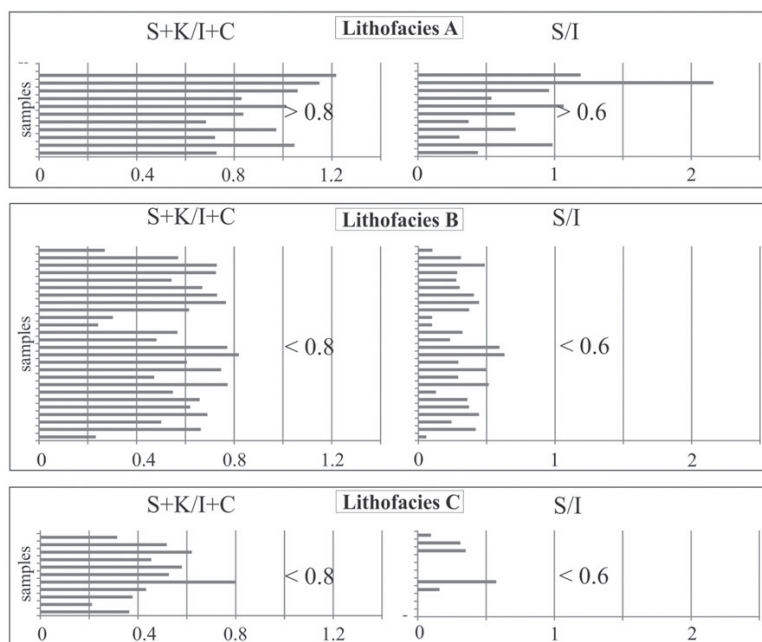 S+K/I+C Lithofacies A S/I
samples
> 0.8 > 0.6
0 0.4 0.8 1.2 0 1 2
S+K/I+C Lithofacies B S/I
samples
< 0.8 < 0.6
0 0.4 0.8 1.2 0 1 2
S+K/I+C Lithofacies C S/I
samples
< 0.8 < 0.6
0 0.4 0.8 1.2 0 1 2